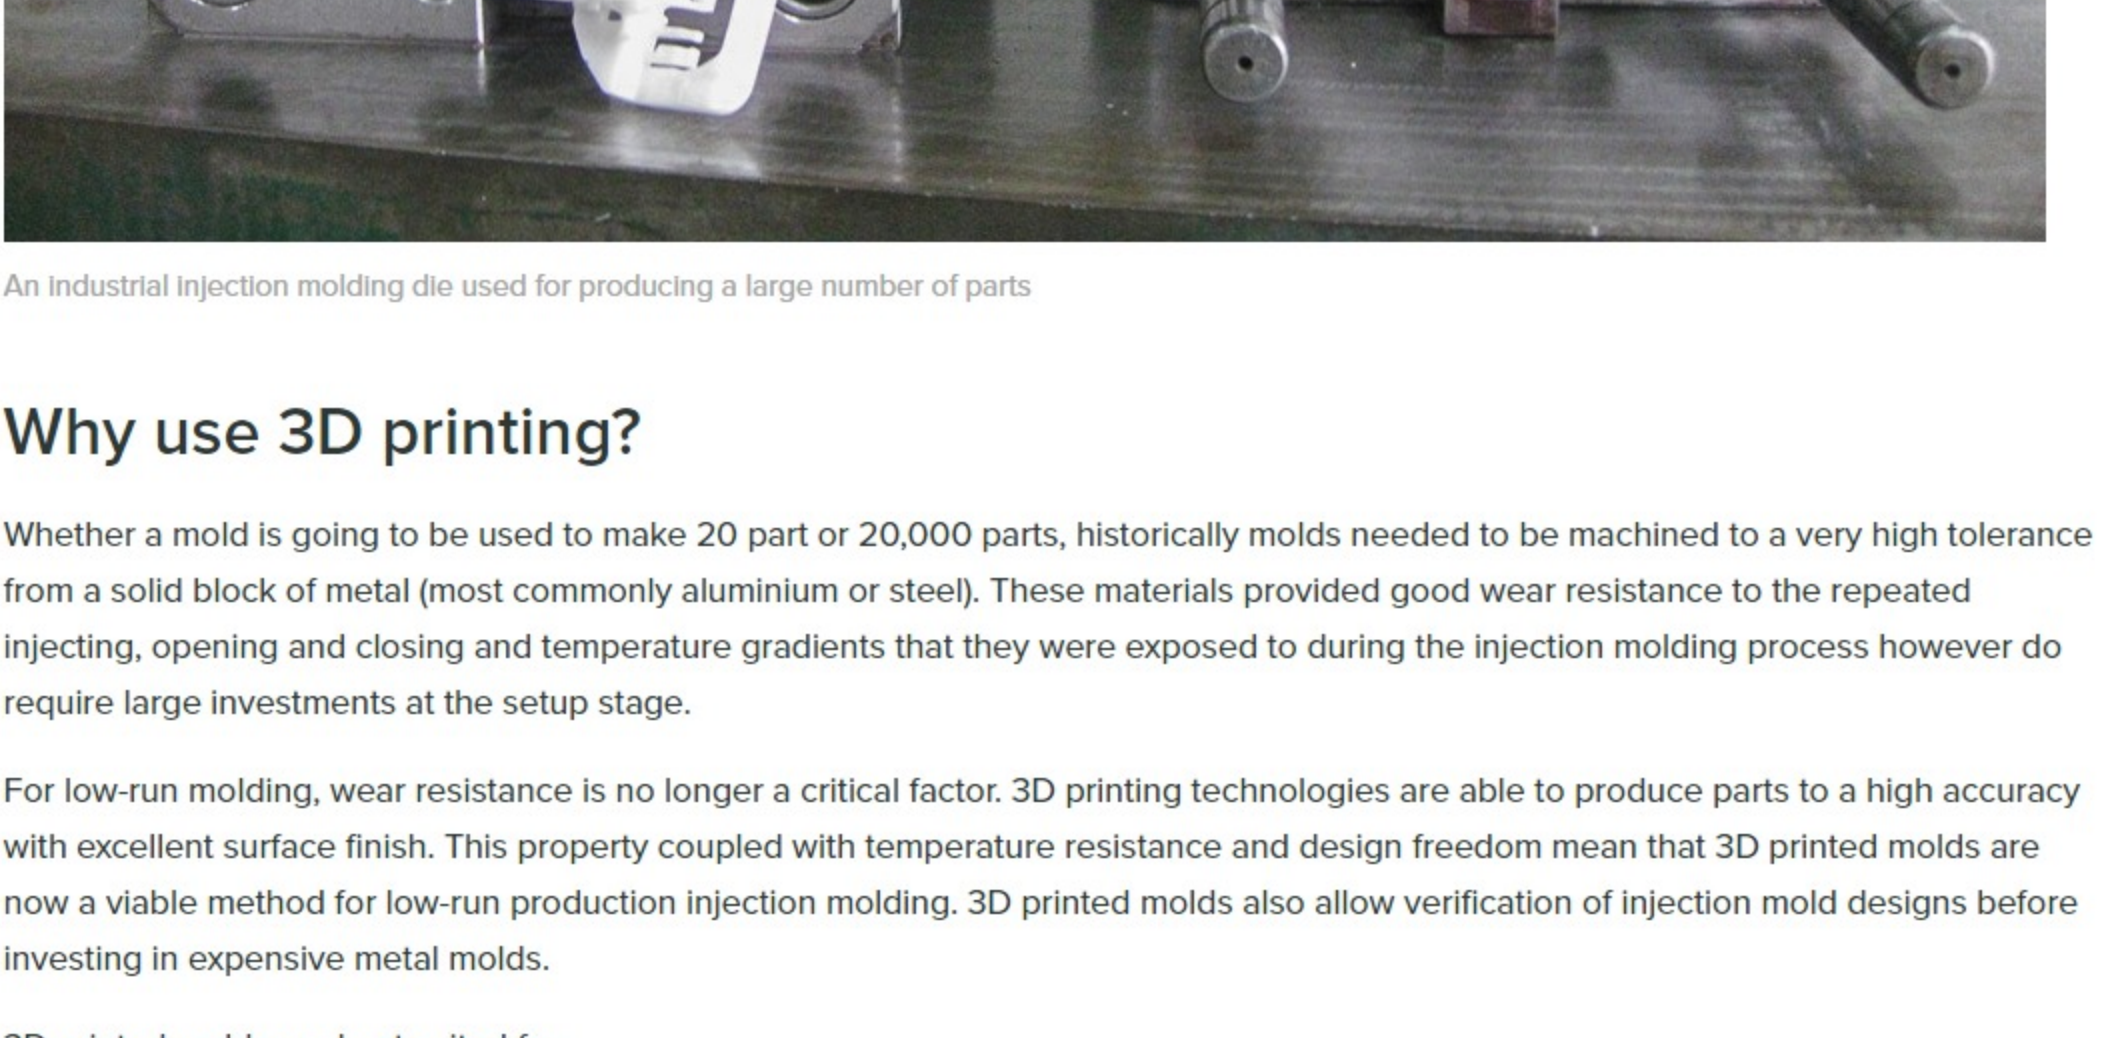 An industrial injection molding die used for producing a large number of parts
Why use 3D printing?
Whether a mold is going to be used to make 20 part or 20,000 parts, historically molds needed to be machined to a very high tolerance
from a solid block of metal (most commonly aluminium or steel). These materials provided good wear resistance to the repeated
injecting, opening and closing and temperature gradients that they were exposed to during the injection molding process however do
require large investments at the setup stage.
For low-run molding, wear resistance is no longer a critical factor. 3D printing technologies are able to produce parts to a high accuracy
with excellent surface finish. This property coupled with temperature resistance and design freedom mean that 3D printed molds are
now a viable method for low-run production injection molding. 3D printed molds also allow verification of injection mold designs before
investing in expensive metal molds.